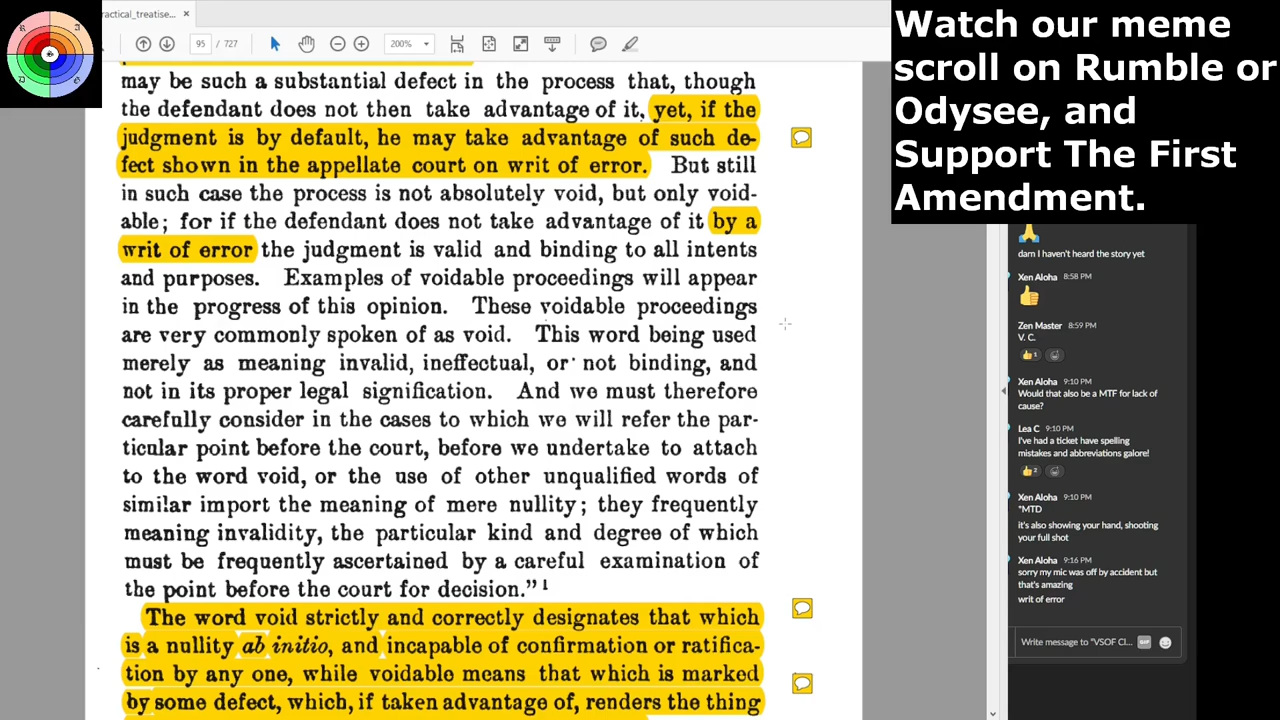 ractical_treatise...
95 / 727
200%
may be such a substantial defect in the process that, though
the defendant does not then take advantage of it, yet, if the
judgment is by default, he may take advantage of such de-
fect shown in the appellate court on writ of error. But still
in such case the process is not absolutely void, but only void-
able; for if the defendant does not take advantage of it by a
writ of error the judgment is valid and binding to all intents
and purposes. Examples of voidable proceedings will appear
in the progress of this opinion. These voidable proceedings
are very commonly spoken of as void. This word being used
merely as meaning invalid, ineffectual, or not binding, and
not in its proper legal signification. And we must therefore
carefully consider in the cases to which we will refer the par-
ticular point before the court, before we undertake to attach
to the word void, or the use of other unqualified words of
similar import the meaning of mere nullity; they frequently
meaning invalidity, the particular kind and degree of which
must be frequently ascertained by a careful examination of
the point before the court for decision." 1
The word void strictly and correctly designates that which
is a nullity ab initio, and incapable of confirmation or ratifica-
tion by any one, while voidable means that which is marked
by some defect, which, if taken advantage of, renders the thing
Watch our meme
scroll on Rumble or
Odysee, and
Support The First
Amendment.
dam I haven't heard the story yet
Xen Aloha 8:58 PM
Zen Master 8:59 PM
V. C.
1
Xen Aloha 9:10 PM
Would that also be a MTF for lack of
cause?
Lea C 9:10 PM
I've had a ticket have spelling
mistakes and abbreviations galore!
2
Xen Aloha 9:10 PM
*MTD
it's also showing your hand, shooting
your full shot
Xen Aloha 9:16 PM
sorry my mic was off by accident but
that's amazing
writ of error
Write message to "VSOF Cl...
GIF